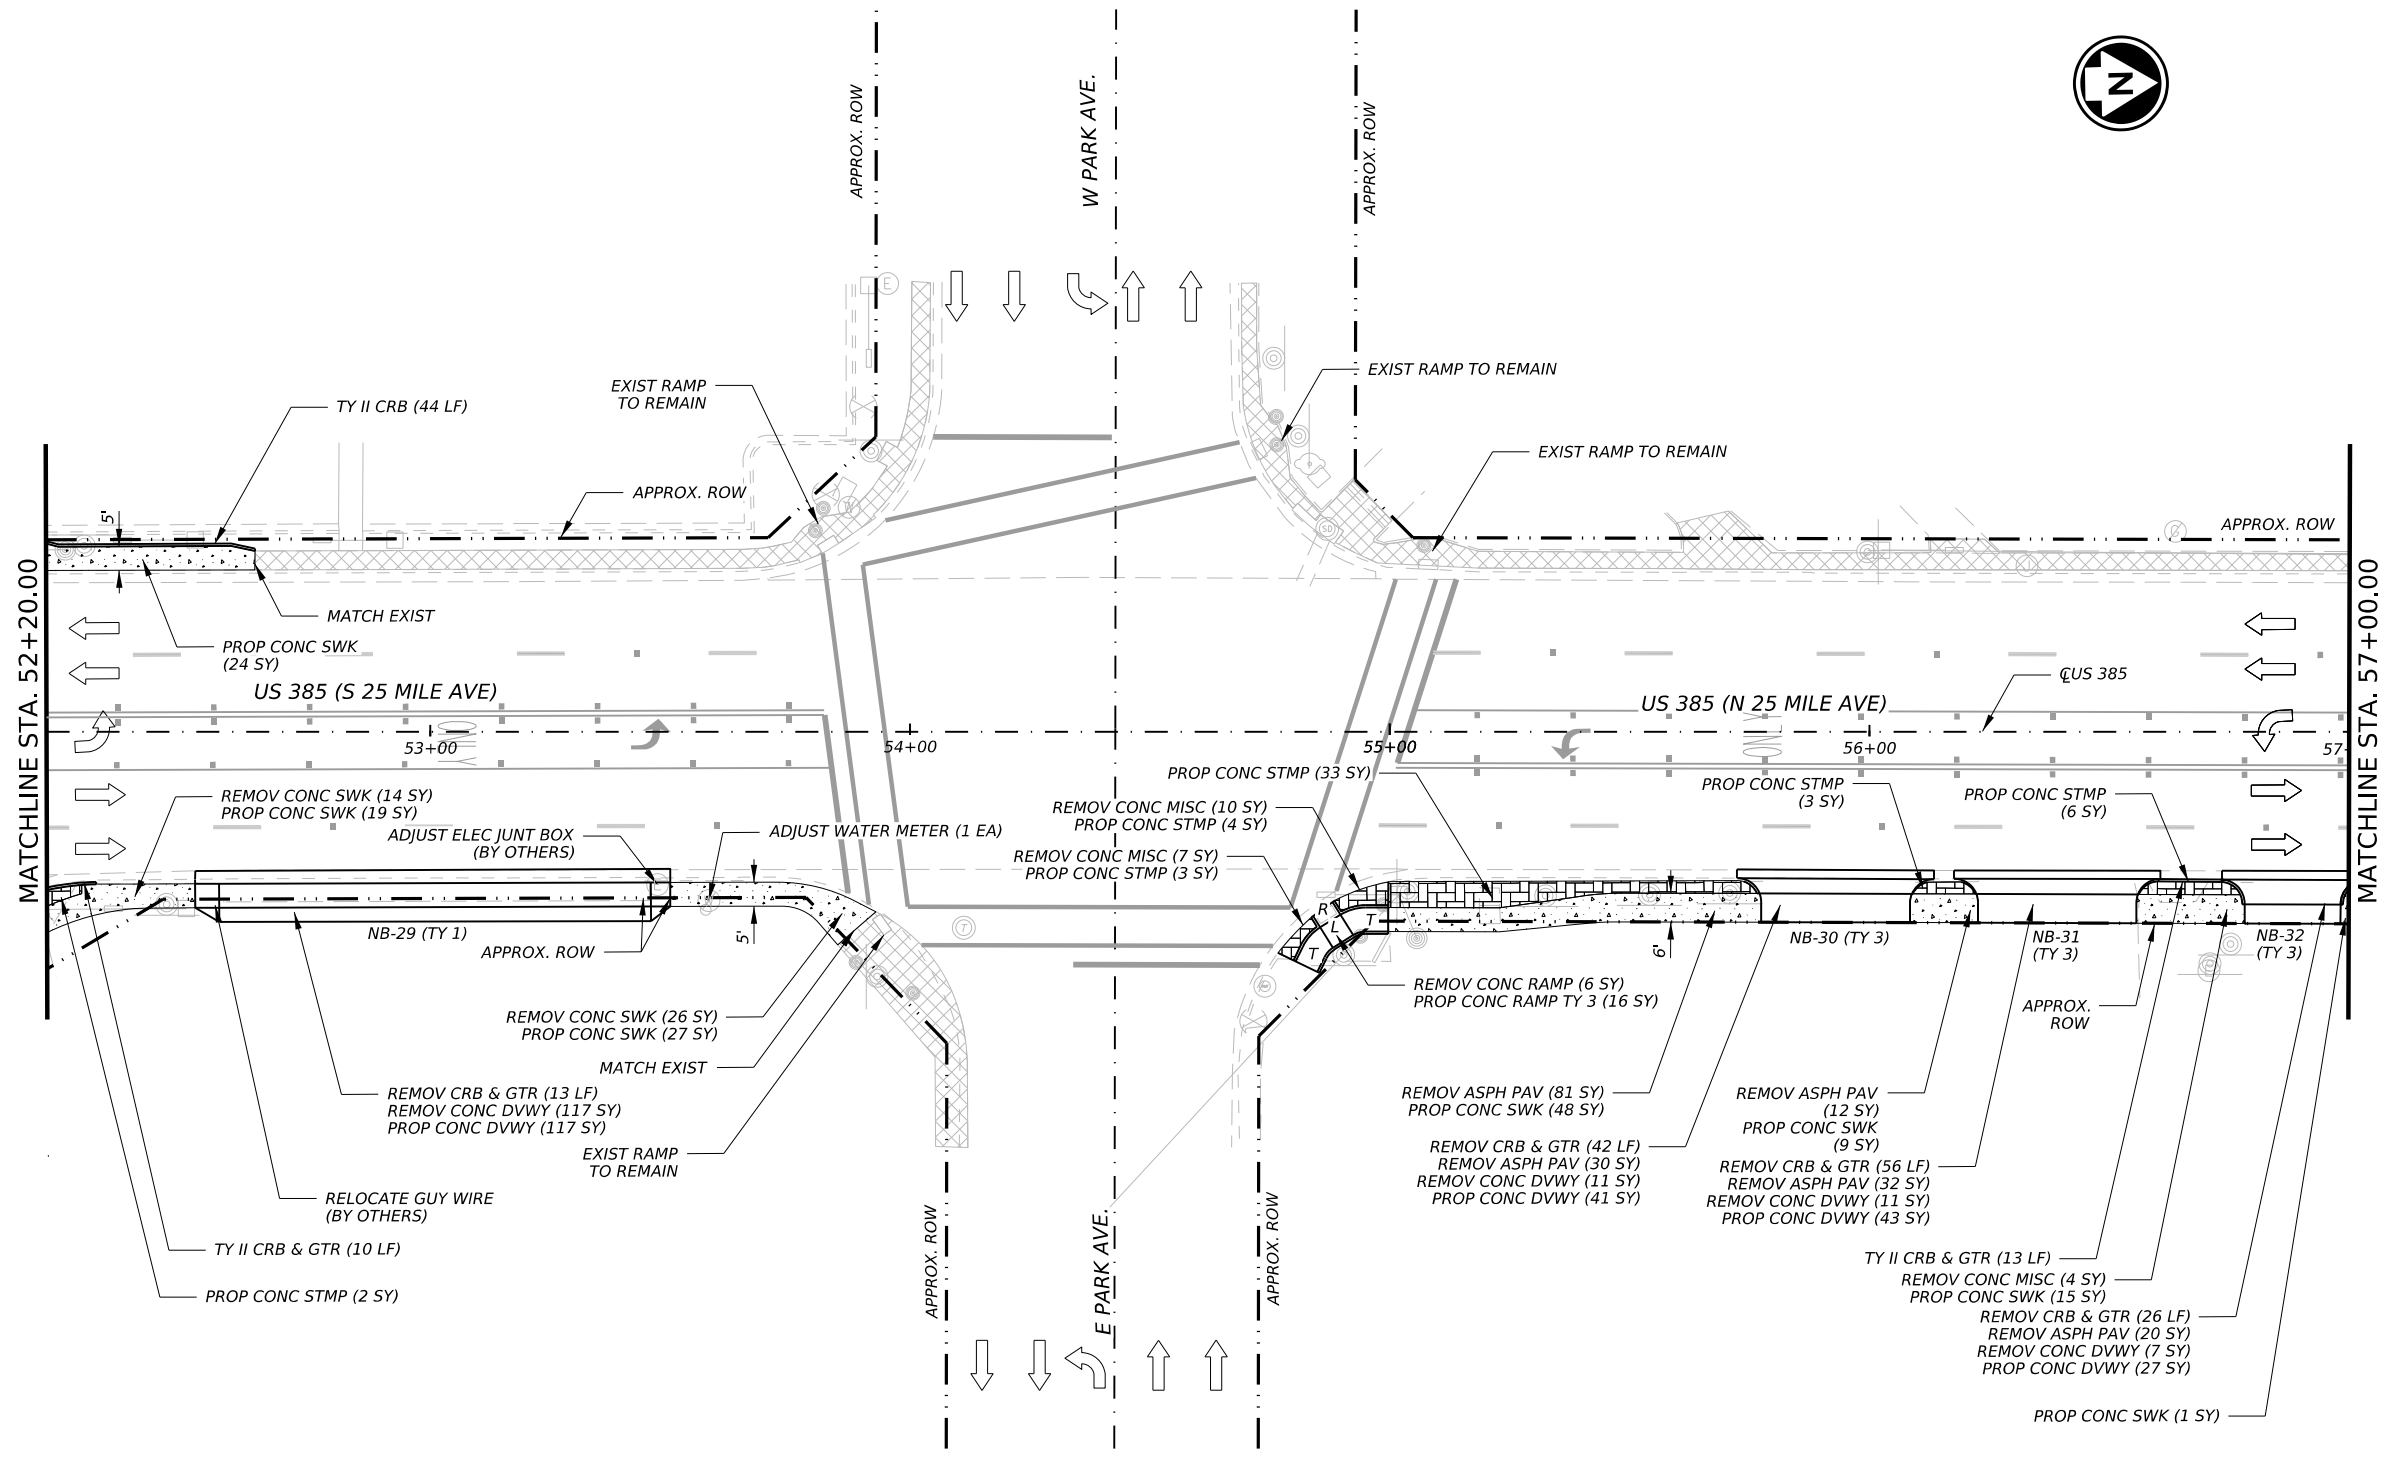 N
APPROX. ROW
W PARK AVE.
APPROX. ROW
E
EXIST RAMP
TO REMAIN
EXIST RAMP TO REMAIN
TY II CRB (44 LF)
EXIST RAMP TO REMAIN
APPROX. ROW
5'
SD
APPROX. ROW
MATCH EXIST
PROP CONC SWK
(24 SY)
MATCHLINE STA. 52+20.00
MATCHLINE STA. 57+00.00
℄ US 385
US 385 (S 25 MILE AVE)
US 385 (N 25 MILE AVE)
53+00
54+00
55+00
56+00
57-
PROP CONC STMP (33 SY)
PROP CONC STMP
(3 SY)
PROP CONC STMP
(6 SY)
REMOV CONC SWK (14 SY)
PROP CONC SWK (19 SY)
REMOV CONC MISC (10 SY)
PROP CONC STMP (4 SY)
ADJUST ELEC JUNT BOX
(BY OTHERS)
ADJUST WATER METER (1 EA)
REMOV CONC MISC (7 SY)
PROP CONC STMP (3 SY)
R
T
L
T
T
NB-29 (TY 1)
5'
6'
NB-30 (TY 3)
NB-31
(TY 3)
NB-32
(TY 3)
APPROX. ROW
REMOV CONC RAMP (6 SY)
PROP CONC RAMP TY 3 (16 SY)
APPROX.
ROW
REMOV CONC SWK (26 SY)
PROP CONC SWK (27 SY)
MATCH EXIST
REMOV CRB & GTR (13 LF)
REMOV CONC DVWY (117 SY)
PROP CONC DVWY (117 SY)
REMOV ASPH PAV (81 SY)
PROP CONC SWK (48 SY)
REMOV ASPH PAV
(12 SY)
PROP CONC SWK
(9 SY)
EXIST RAMP
TO REMAIN
REMOV CRB & GTR (42 LF)
REMOV ASPH PAV (30 SY)
REMOV CONC DVWY (11 SY)
PROP CONC DVWY (41 SY)
REMOV CRB & GTR (56 LF)
REMOV ASPH PAV (32 SY)
REMOV CONC DVWY (11 SY)
PROP CONC DVWY (43 SY)
RELOCATE GUY WIRE
(BY OTHERS)
APPROX. ROW
E PARK AVE.
APPROX. ROW
TY II CRB & GTR (10 LF)
TY II CRB & GTR (13 LF)
REMOV CONC MISC (4 SY)
PROP CONC SWK (15 SY)
PROP CONC STMP (2 SY)
REMOV CRB & GTR (26 LF)
REMOV ASPH PAV (20 SY)
REMOV CONC DVWY (7 SY)
PROP CONC DVWY (27 SY)
PROP CONC SWK (1 SY)